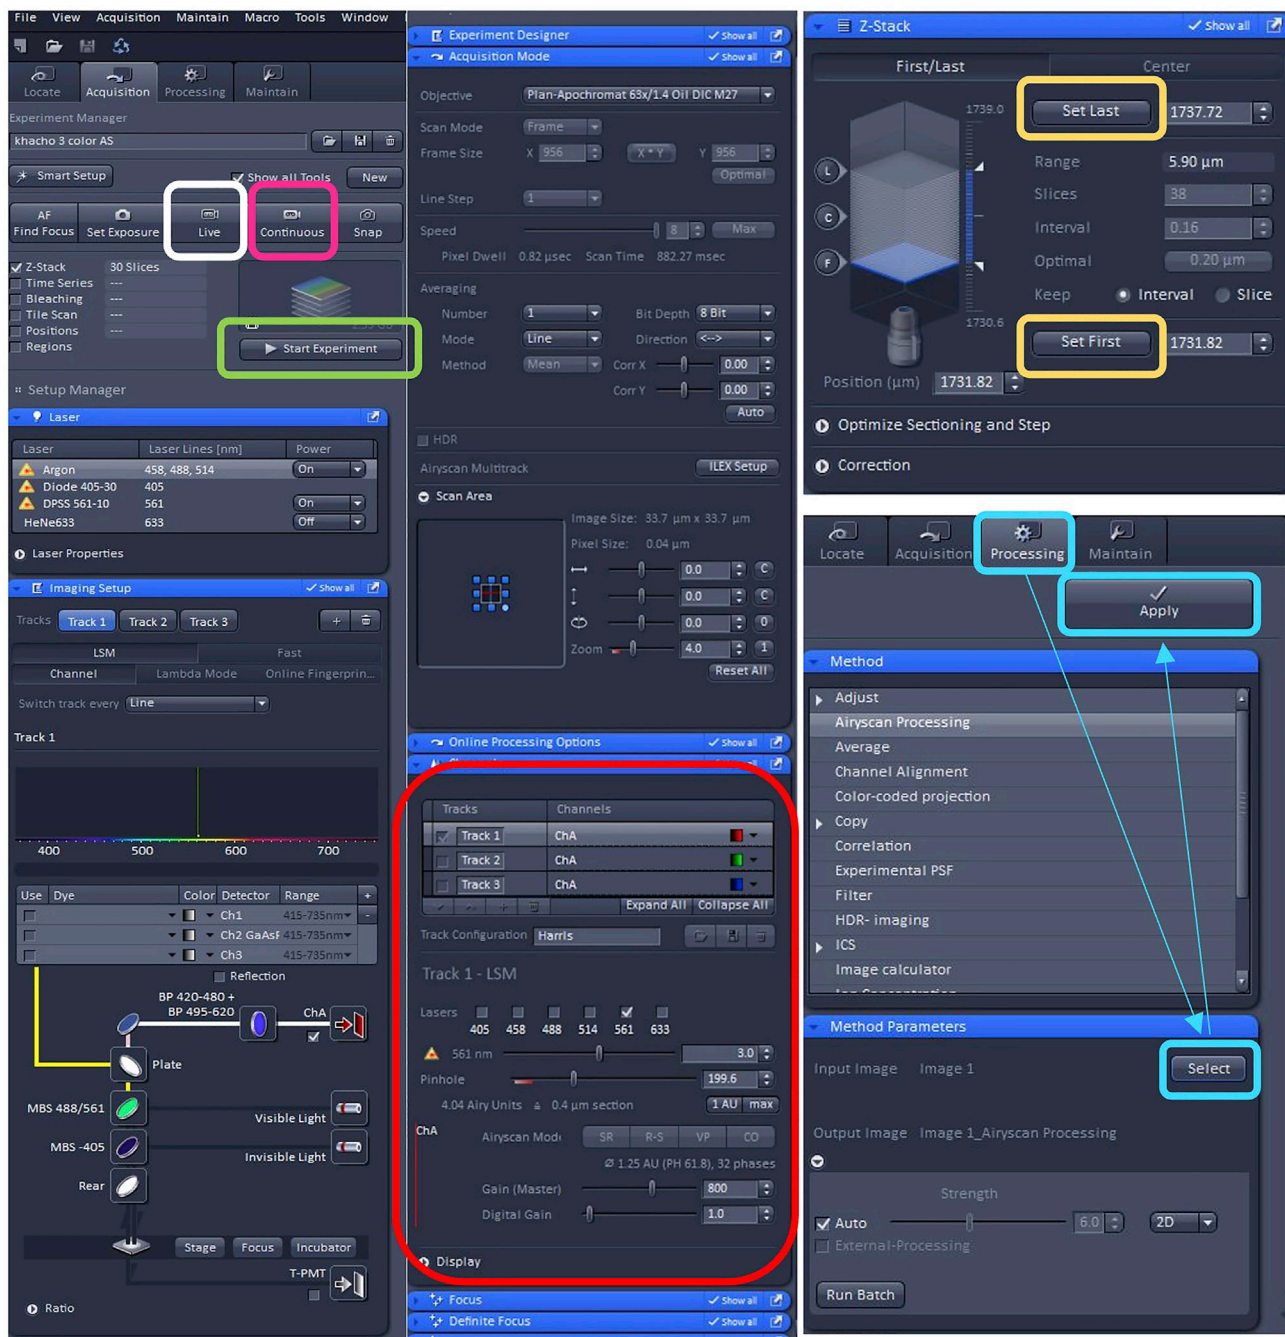 File View Acquisition Maintain Macro Tools Window
Locate Acquisition Processing Maintain
Experiment Manager
khacho 3 color AS
Smart Setup Show all Tools New
AF Find Focus Set Exposure Live Continuous Snap
Z-Stack 30 Slices
Time Series ---
Bleaching ---
Tile Scan ---
Positions ---
Regions
Start Experiment
Setup Manager
Laser
Laser Laser Lines [nm] Power
Argon 458, 488, 514 On
Diode 405-30 405
DPSS 561-10 561 On
HeNe633 633 Off
Laser Properties
Imaging Setup Show all
Tracks Track 1 Track 2 Track 3 +
LSM Fast
Channel Lambda Mode Online Fingerprin...
Switch track every Line
Track 1
400 500 600 700
Use Dye Color Detector Range +
Ch1 415-735nm -
Ch2 GaAsP 415-735nm
Ch3 415-735nm
Reflection
BP 420-480 +
BP 495-620 ChA
Plate
MBS 488/561
Visible Light
MBS -405
Invisible Light
Rear
Stage Focus Incubator
T-PMT
Ratio
Experiment Designer Show all
Acquisition Mode Show all
Objective Plan-Apochromat 63x/1.4 Oil DIC M27
Scan Mode Frame
Frame Size X 956 X * Y Y 956
Optimal
Line Step 1
Speed 8 Max
Pixel Dwell 0.82 µsec Scan Time 882.27 msec
Averaging
Number 1 Bit Depth 8 Bit
Mode Line Direction <-->
Method Mean Corr X 0.00
Corr Y 0.00
Auto
HDR
Airyscan Multitrack ILEX Setup
Scan Area
Image Size: 33.7 µm x 33.7 µm
Pixel Size: 0.04 µm
0.0 C
0.0 C
0.0 0
Zoom 4.0 1
Reset All
Online Processing Options Show all
Tracks Channels
Track 1 ChA
Track 2 ChA
Track 3 ChA
Expand All Collapse All
Track Configuration Harris
Track 1 - LSM
Lasers
405 458 488 514 561 633
561 nm 3.0
Pinhole 199.6
4.04 Airy Units ≙ 0.4 µm section 1 AU max
ChA Airyscan Mode SR R-S VP CO
Ø 1.25 AU (PH 61.8), 32 phases
Gain (Master) 800
Digital Gain 1.0
Display
Focus Show all
Definite Focus Show all
Z-Stack Show all
First/Last Center
1739.0 Set Last 1737.72
Range 5.90 µm
L
Slices 38
C
Interval 0.16
F
Optimal 0.20 µm
Keep Interval Slice
1730.6
Set First 1731.82
Position (µm) 1731.82
Optimize Sectioning and Step
Correction
Locate Acquisition Processing Maintain
Apply
Method
Adjust
Airyscan Processing
Average
Channel Alignment
Color-coded projection
Copy
Correlation
Experimental PSF
Filter
HDR- imaging
ICS
Image calculator
Ion Concentration
Method Parameters
Input Image Image 1 Select
Output Image Image 1_Airyscan Processing
Strength
Auto 6.0 2D
External-Processing
Run Batch